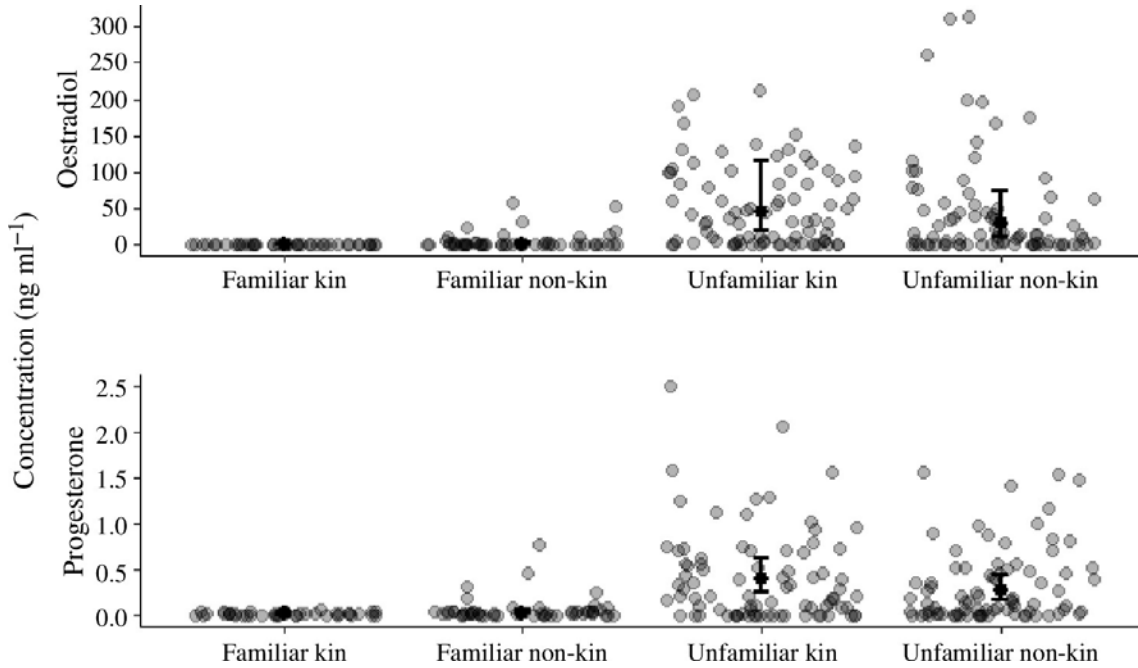 Concentration (ng ml⁻¹)
Oestradiol
300
250
200
150
100
50
0
Familiar kin Familiar non-kin Unfamiliar kin Unfamiliar non-kin
Progesterone
2.5
2.0
1.5
1.0
0.5
0.0
Familiar kin Familiar non-kin Unfamiliar kin Unfamiliar non-kin